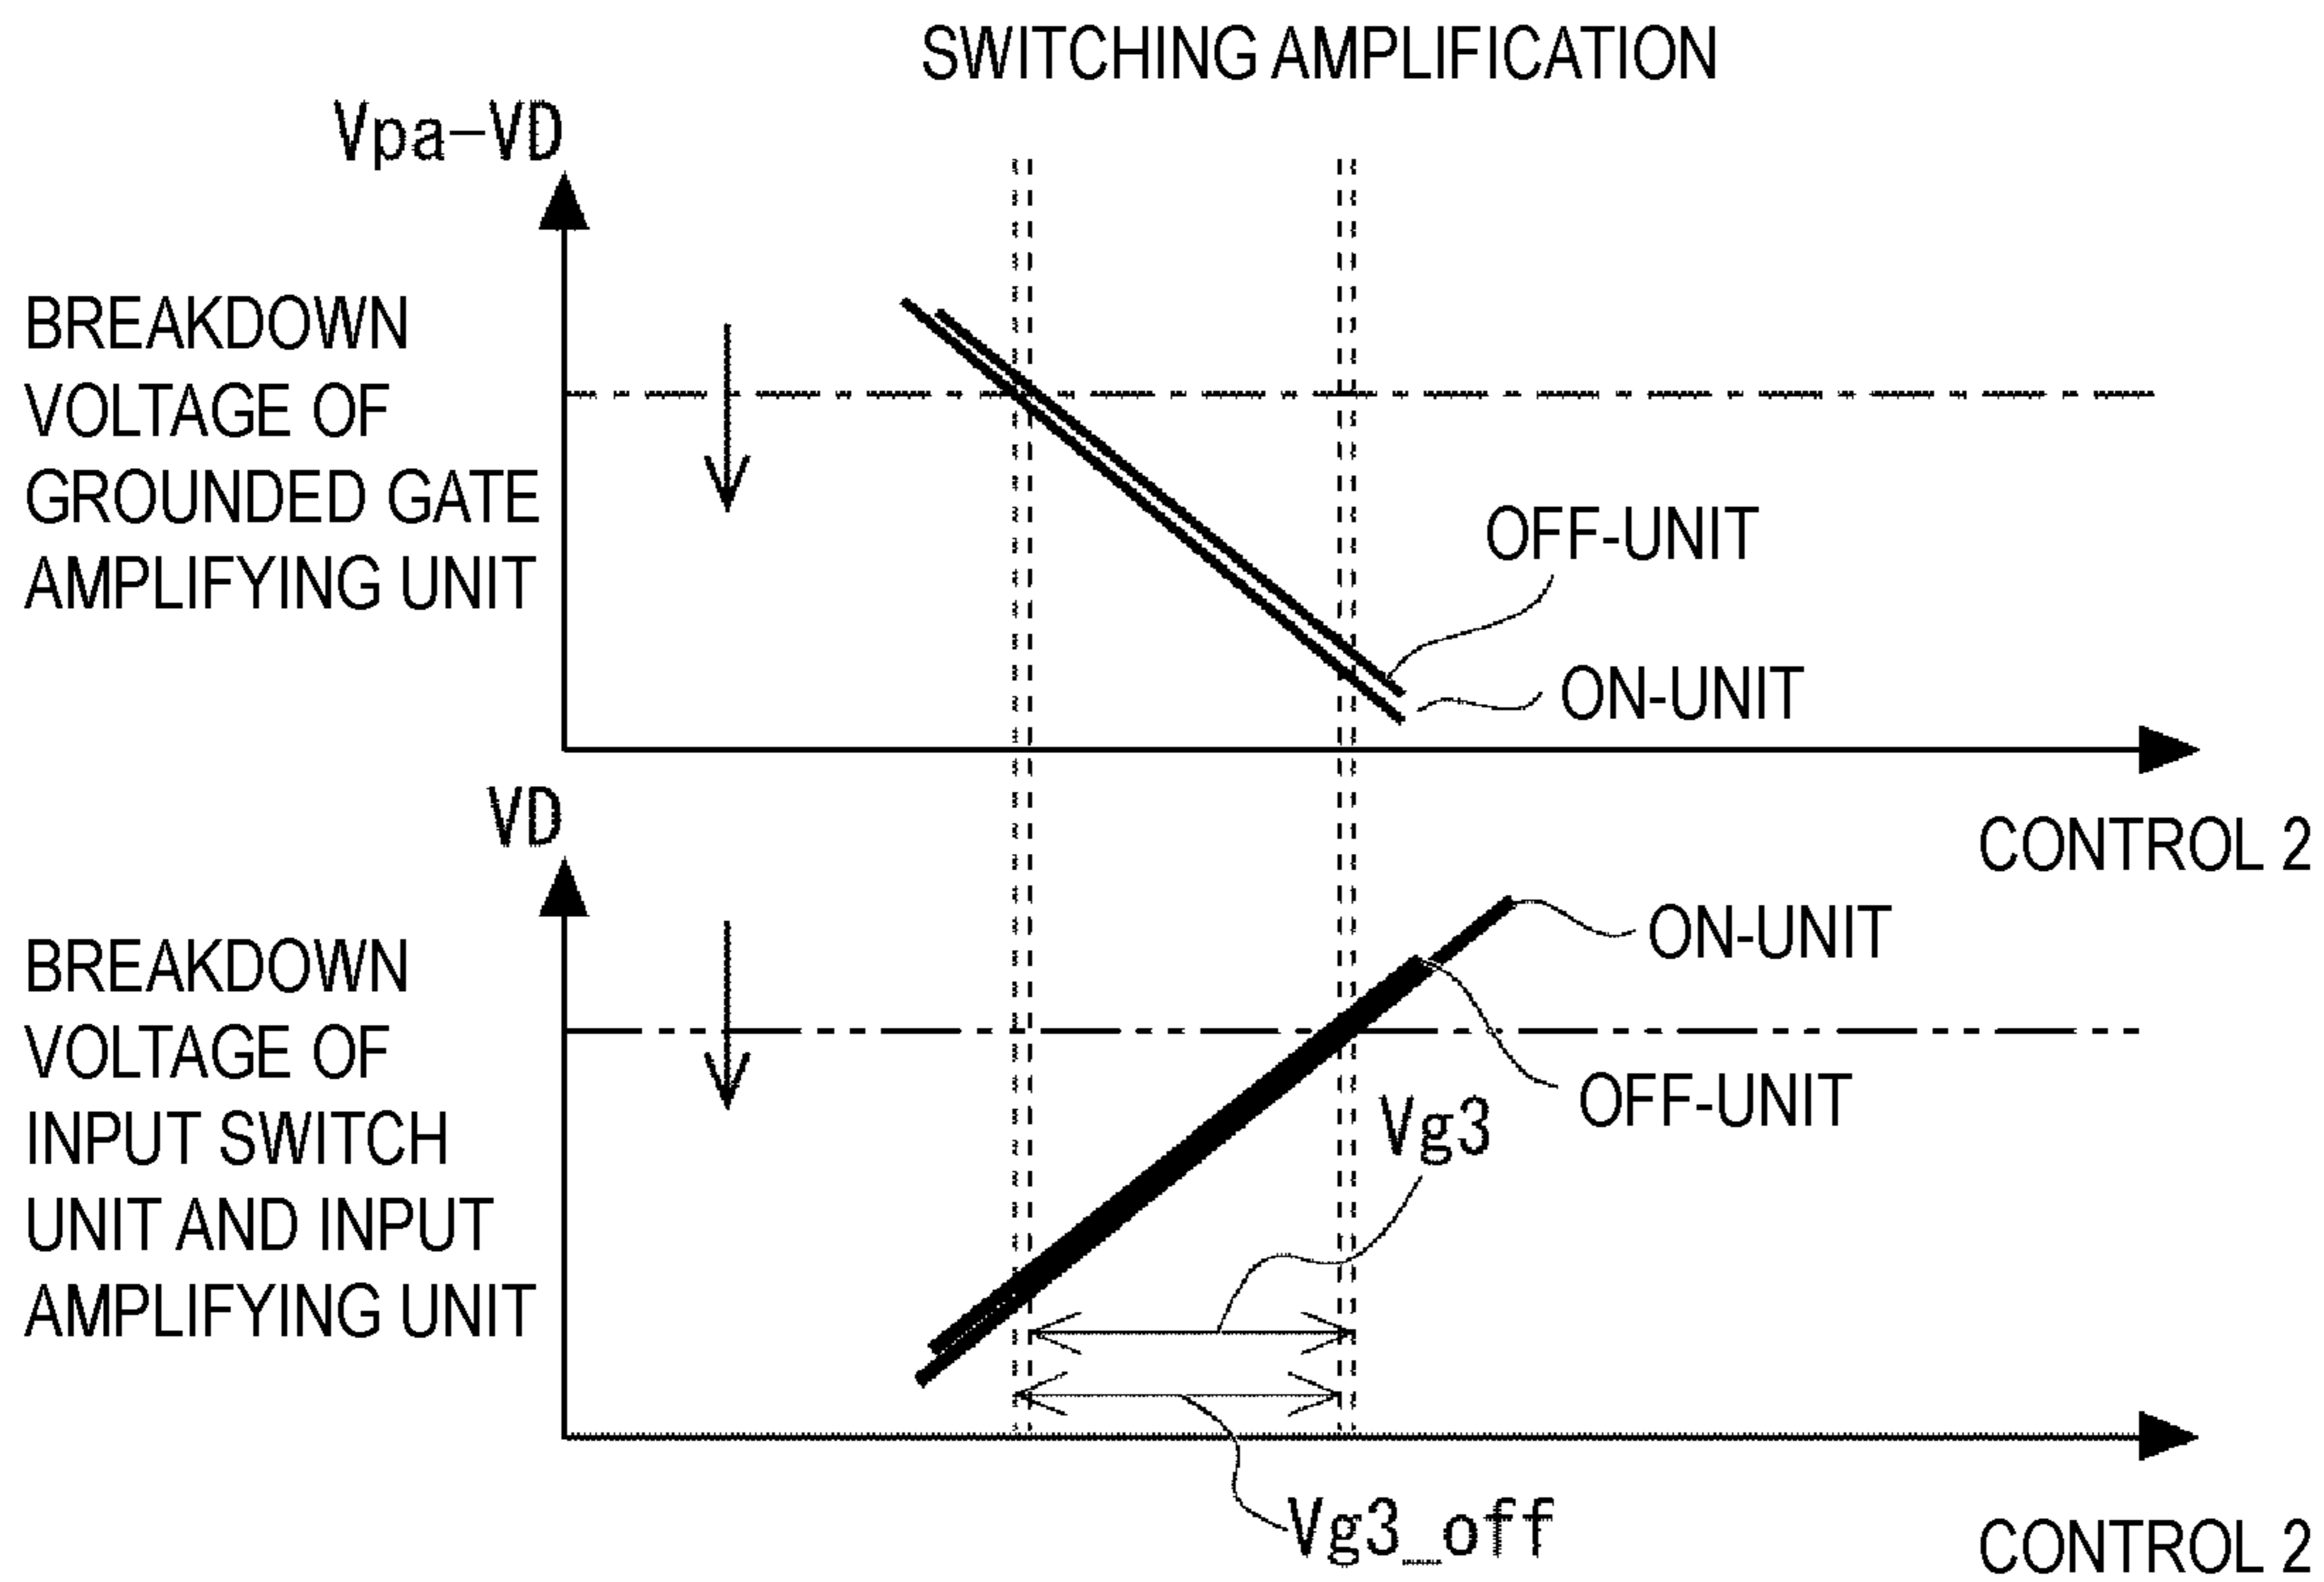 SWITCHING AMPLIFICATION
Vpa-VD
BREAKDOWN
VOLTAGE OF
GROUNDED GATE
AMPLIFYING UNIT
OFF-UNIT
ON-UNIT
CONTROL 2
VD
BREAKDOWN
VOLTAGE OF
INPUT SWITCH
UNIT AND INPUT
AMPLIFYING UNIT
ON-UNIT
OFF-UNIT
Vg3
Vg3_off
CONTROL 2